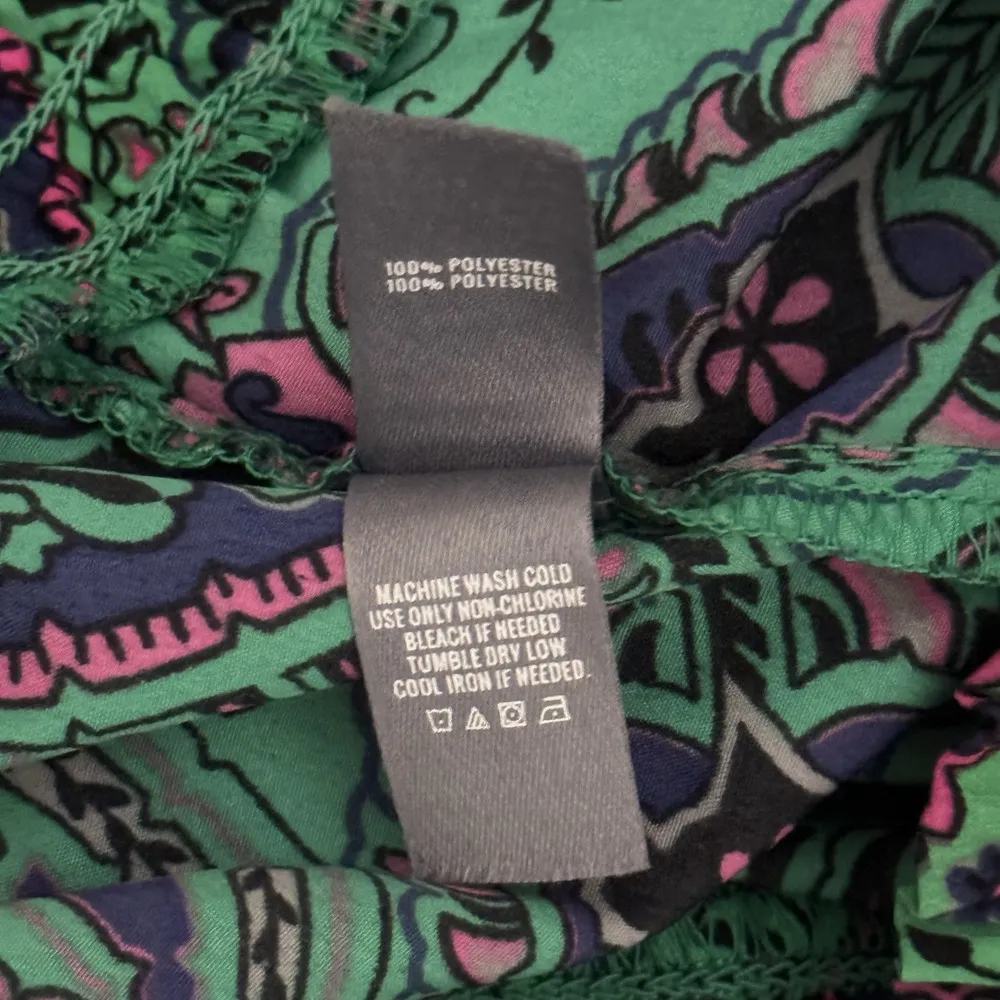 100% POLYESTER
100% POLYESTER
MACHINE WASH COLD
USE ONLY NON-CHLORINE
BLEACH IF NEEDED
TUMBLE DRY LOW
COOL IRON IF NEEDED.